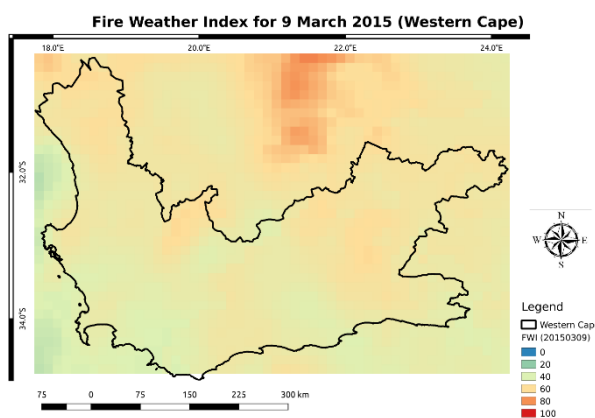 Fire Weather Index for 9 March 2015 (Western Cape)
18.0°E 20.0°E 22.0°E 24.0°E
32.0°S
34.0°S
N
W E
S
Legend
Western Cap
FWI (20150309)
0
20
40
60
80
100
75 0 75 150 225 300 km